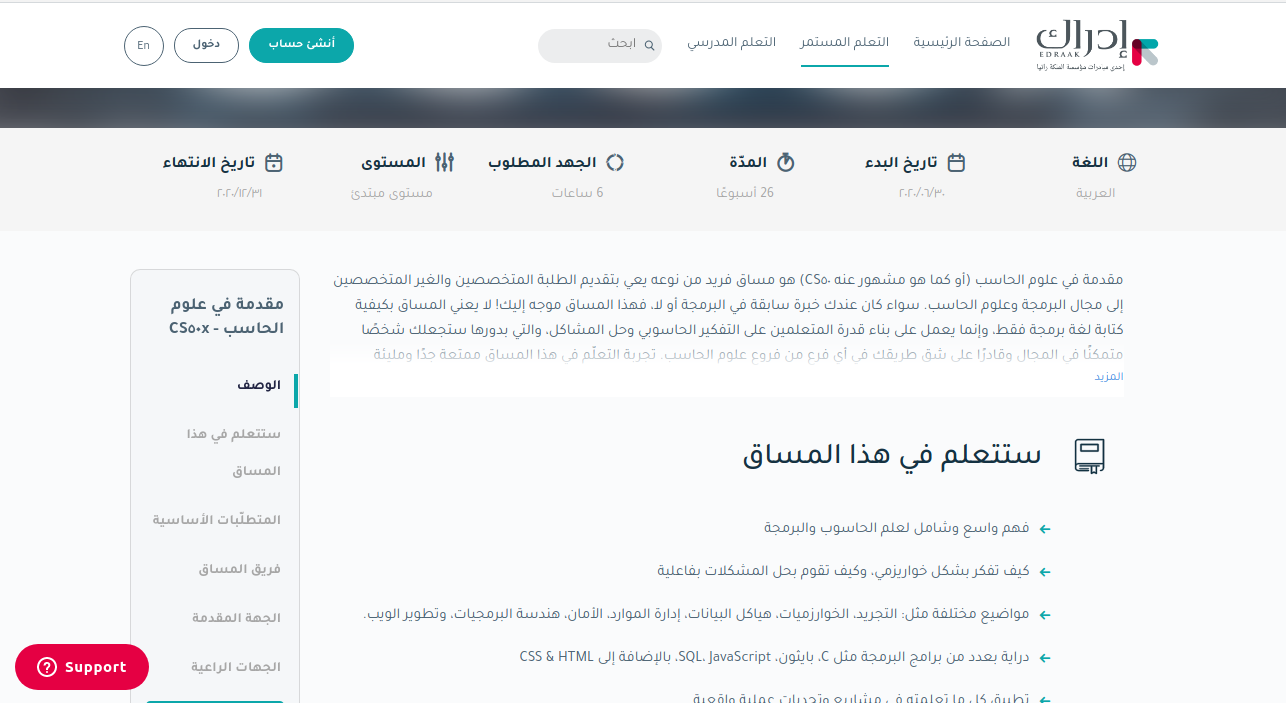 إدراك
EDRAAK
إحدى مبادرات مؤسسة الملكة رانيا
الصفحة الرئيسية
التعلم المستمر
التعلم المدرسي
ابحث
أنشئ حساب
دخول
En
اللغة
العربية
تاريخ البدء
٢٠٢٠/٠٦/٣٠
المدّة
26 أسبوعًا
الجهد المطلوب
6 ساعات
المستوى
مستوى مبتدئ
تاريخ الانتهاء
٢٠٢٠/١٢/٣١
مقدمة في علوم الحاسب (أو كما هو مشهور عنه CS٥٠) هو مساق فريد من نوعه يعي بتقديم الطلبة المتخصصين والغير المتخصصين
إلى مجال البرمجة وعلوم الحاسب. سواء كان عندك خبرة سابقة في البرمجة أو لا، فهذا المساق موجه إليك! لا يعني المساق بكيفية
كتابة لغة برمجة فقط، وإنما يعمل على بناء قدرة المتعلمين على التفكير الحاسوبي وحل المشاكل، والتي بدورها ستجعلك شخصًا
متمكنًا في المجال وقادرًا على شق طريقك في أي فرع من فروع علوم الحاسب. تجربة التعلّم في هذا المساق ممتعة جدًا ومليئة
المزيد
ستتعلم في هذا المساق
فهم واسع وشامل لعلم الحاسوب والبرمجة
كيف تفكر بشكل خواريزمي، وكيف تقوم بحل المشكلات بفاعلية
مواضيع مختلفة مثل: التجريد، الخوارزميات، هياكل البيانات، إدارة الموارد، الأمان، هندسة البرمجيات، وتطوير الويب.
دراية بعدد من برامج البرمجة مثل C، بايثون، SQL، JavaScript، بالإضافة إلى CSS & HTML
تطبيق كل ما تعلمته في مشاريع وتحديات عملية واقعية
مقدمة في علوم
الحاسب - CS٥٠x
الوصف
ستتعلم في هذا
المساق
المتطلّبات الأساسية
فريق المساق
الجهة المقدمة
الجهات الراعية
Support